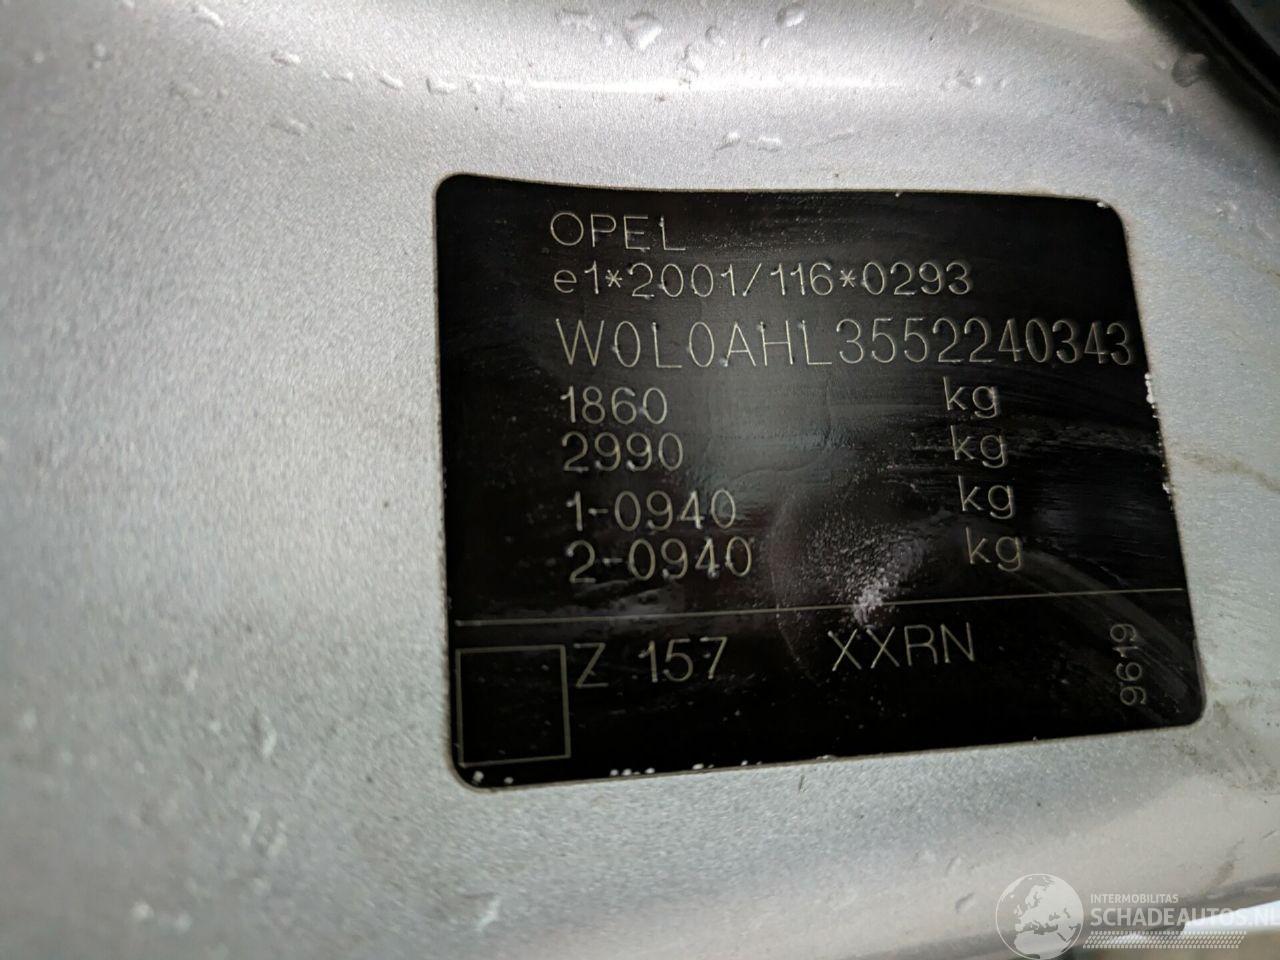 OPEL
e1*2001/116*0293
W0L0AHL3552240343
1860 kg
2990 kg
1-0940 kg
2-0940 kg
Z 157 XXRN
9619
INTERMOBILITAS
SCHADEAUTOS.NL